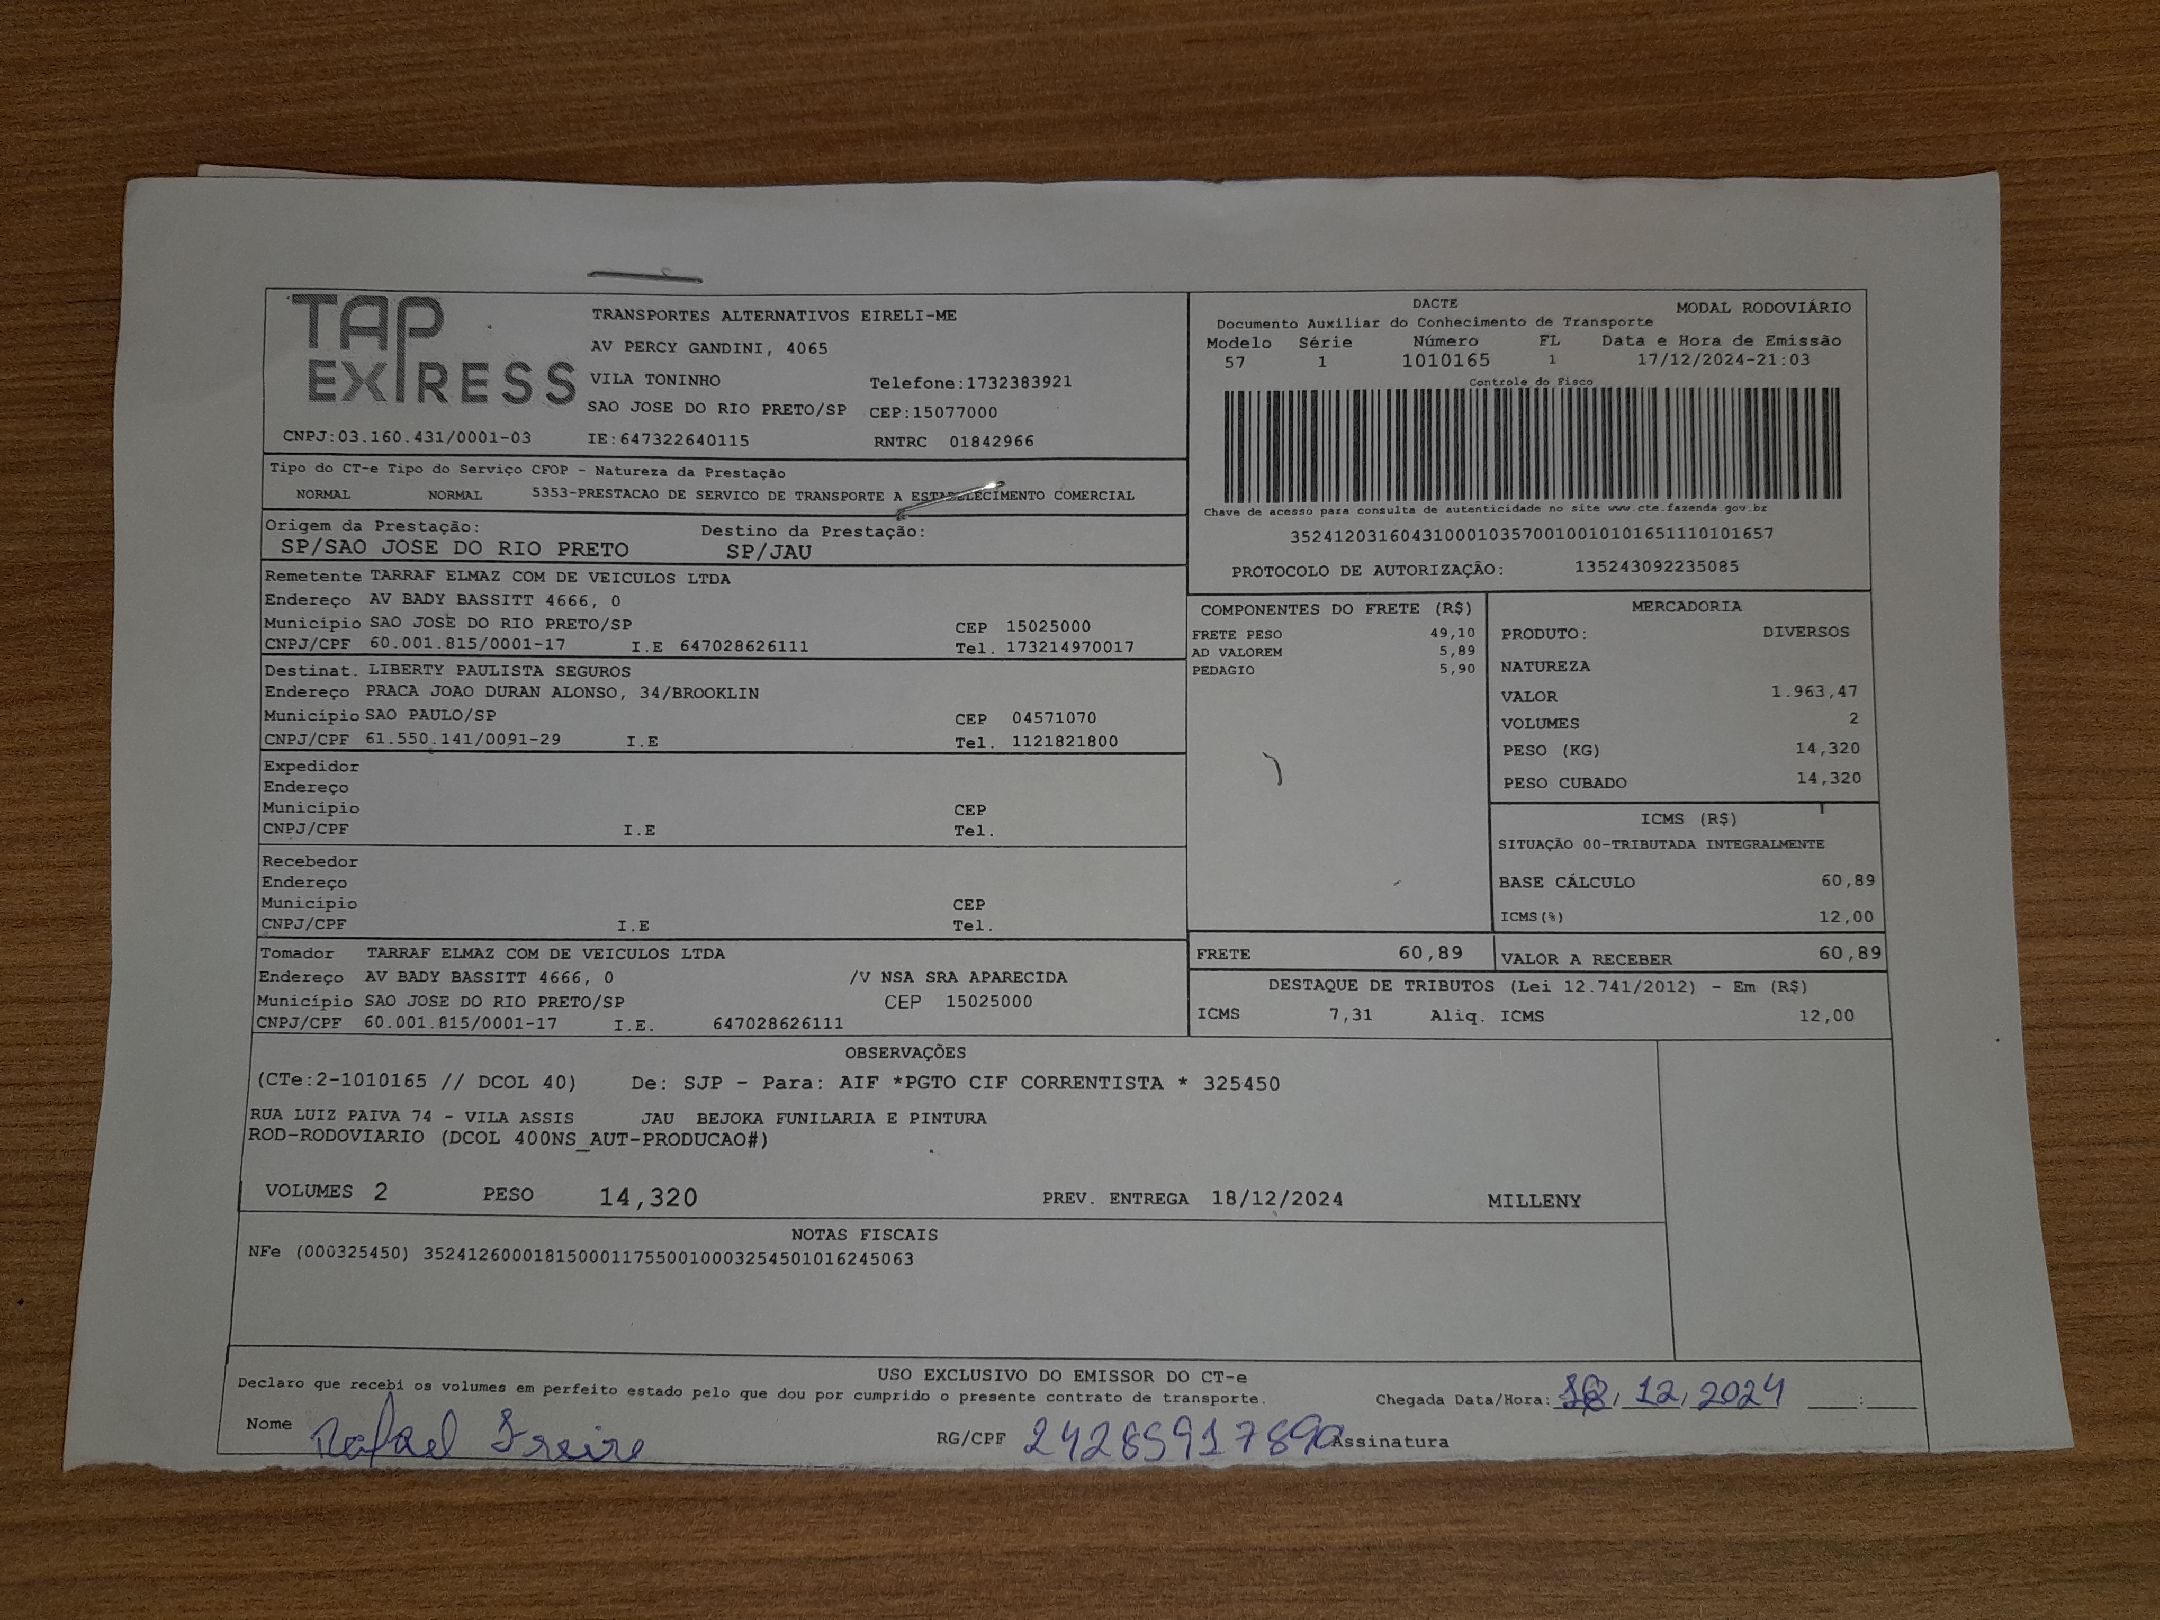 TAP EXPRESS
TRANSPORTES ALTERNATIVOS EIRELI-ME
AV PERCY GANDINI, 4065
VILA TONINHO Telefone:1732383921
SAO JOSE DO RIO PRETO/SP CEP:15077000
CNPJ:03.160.431/0001-03 IE:647322640115 RNTRC 01842966
DACTE MODAL RODOVIÁRIO
Documento Auxiliar do Conhecimento de Transporte
Modelo Série Número FL Data e Hora de Emissão
57 1 1010165 1 17/12/2024-21:03
Controle do Fisco
Chave de acesso para consulta de autenticidade no site www.cte.fazenda.gov.br
35241203160431000103570010010101651110101657
PROTOCOLO DE AUTORIZAÇÃO: 135243092235085
Tipo do CT-e Tipo do Serviço CFOP - Natureza da Prestação
NORMAL NORMAL 5353-PRESTACAO DE SERVICO DE TRANSPORTE A ESTABELECIMENTO COMERCIAL
Origem da Prestação: Destino da Prestação:
SP/SAO JOSE DO RIO PRETO SP/JAU
Remetente TARRAF ELMAZ COM DE VEICULOS LTDA
Endereço AV BADY BASSITT 4666, 0
Município SAO JOSE DO RIO PRETO/SP CEP 15025000
CNPJ/CPF 60.001.815/0001-17 I.E 647028626111 Tel. 173214970017
Destinat. LIBERTY PAULISTA SEGUROS
Endereço PRACA JOAO DURAN ALONSO, 34/BROOKLIN
Município SAO PAULO/SP CEP 04571070
CNPJ/CPF 61.550.141/0091-29 I.E Tel. 1121821800
Expedidor
Endereço
Município CEP
CNPJ/CPF I.E Tel.
Recebedor
Endereço
Município CEP
CNPJ/CPF I.E Tel.
Tomador TARRAF ELMAZ COM DE VEICULOS LTDA
Endereço AV BADY BASSITT 4666, 0 /V NSA SRA APARECIDA
Município SAO JOSE DO RIO PRETO/SP CEP 15025000
CNPJ/CPF 60.001.815/0001-17 I.E. 647028626111
COMPONENTES DO FRETE (R$)
FRETE PESO 49,10
AD VALOREM 5,89
PEDAGIO 5,90
MERCADORIA
PRODUTO: DIVERSOS
NATUREZA
VALOR 1.963,47
VOLUMES 2
PESO (KG) 14,320
PESO CUBADO 14,320
ICMS (R$)
SITUAÇÃO 00-TRIBUTADA INTEGRALMENTE
BASE CÁLCULO 60,89
ICMS(%) 12,00
FRETE 60,89 VALOR A RECEBER 60,89
DESTAQUE DE TRIBUTOS (Lei 12.741/2012) - Em (R$)
ICMS 7,31 Aliq. ICMS 12,00
OBSERVAÇÕES
(CTe:2-1010165 // DCOL 40) De: SJP - Para: AIF *PGTO CIF CORRENTISTA * 325450
RUA LUIZ PAIVA 74 - VILA ASSIS JAU BEJOKA FUNILARIA E PINTURA
ROD-RODOVIARIO (DCOL 400NS_AUT-PRODUCAO#)
VOLUMES 2 PESO 14,320 PREV. ENTREGA 18/12/2024 MILLENY
NOTAS FISCAIS
NFe (000325450) 35241260001815000117550010003254501016245063
USO EXCLUSIVO DO EMISSOR DO CT-e
Declaro que recebi os volumes em perfeito estado pelo que dou por cumprido o presente contrato de transporte. Chegada Data/Hora: 18/12/2024 __:__
Nome Rafael Freire RG/CPF 24285917890 Assinatura